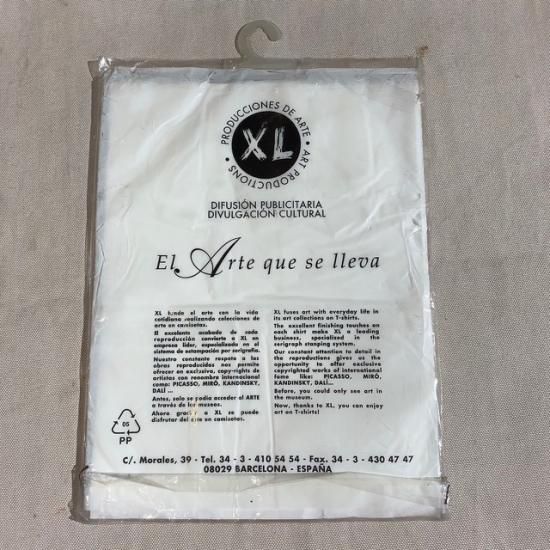 PRODUCCIONES DE ARTE • ART PRODUCTIONS •
XL
DIFUSIÓN PUBLICITARIA
DIVULGACIÓN CULTURAL
El Arte que se lleva
XL funde el arte con la vida
cotidiana realizando colecciones de
arte en camisetas.
El excelente acabado de cada
reproducción convierte a XL en
empresa líder, especializada en el
sistema de estampación por serigrafía.
Nuestro constante respeto a las
obras reproducidas nos permite
ofrecer en exclusiva, copyrights de
artistas con renombre internacional
como: PICASSO, MIRÓ, KANDINSKY,
DALÍ...
Antes, solo se podía acceder al ARTE
a través de los museos.
Ahora gracias a XL se puede
disfrutar del arte en camisetas.
XL fuses art with everyday life in
its art collections on T-shirts.
The excellent finishing touches on
each shirt make XL a leading
business, specialized in the
serigraph stamping system.
Our constant attention to detail in
the reproductions gives us the
opportunity to offer exclusive
copyrighted works of international
fame like: PICASSO, MIRÓ,
KANDINSKY, DALÍ...
Before, you could only see art in
the museum.
Now, thanks to XL, you can enjoy
art on T-shirts!
05
PP
C/. Morales, 39 - Tel. 34 - 3 - 410 54 54 - Fax. 34 - 3 - 430 47 47
08029 BARCELONA - ESPAÑA